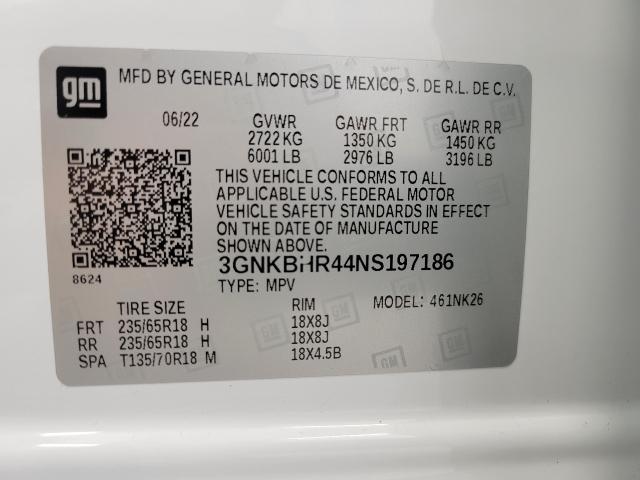 gm
MFD BY GENERAL MOTORS DE MEXICO, S. DE R.L. DE C.V.
06/22 GVWR GAWR FRT GAWR RR
2722 KG 1350 KG 1450 KG
6001 LB 2976 LB 3196 LB
THIS VEHICLE CONFORMS TO ALL
APPLICABLE U.S. FEDERAL MOTOR
VEHICLE SAFETY STANDARDS IN EFFECT
ON THE DATE OF MANUFACTURE
SHOWN ABOVE.
8624
3GNKBHR44NS197186
TYPE: MPV
TIRE SIZE RIM MODEL: 461NK26
FRT 235/65R18 H 18X8J
RR 235/65R18 H 18X8J
SPA T135/70R18 M 18X4.5B